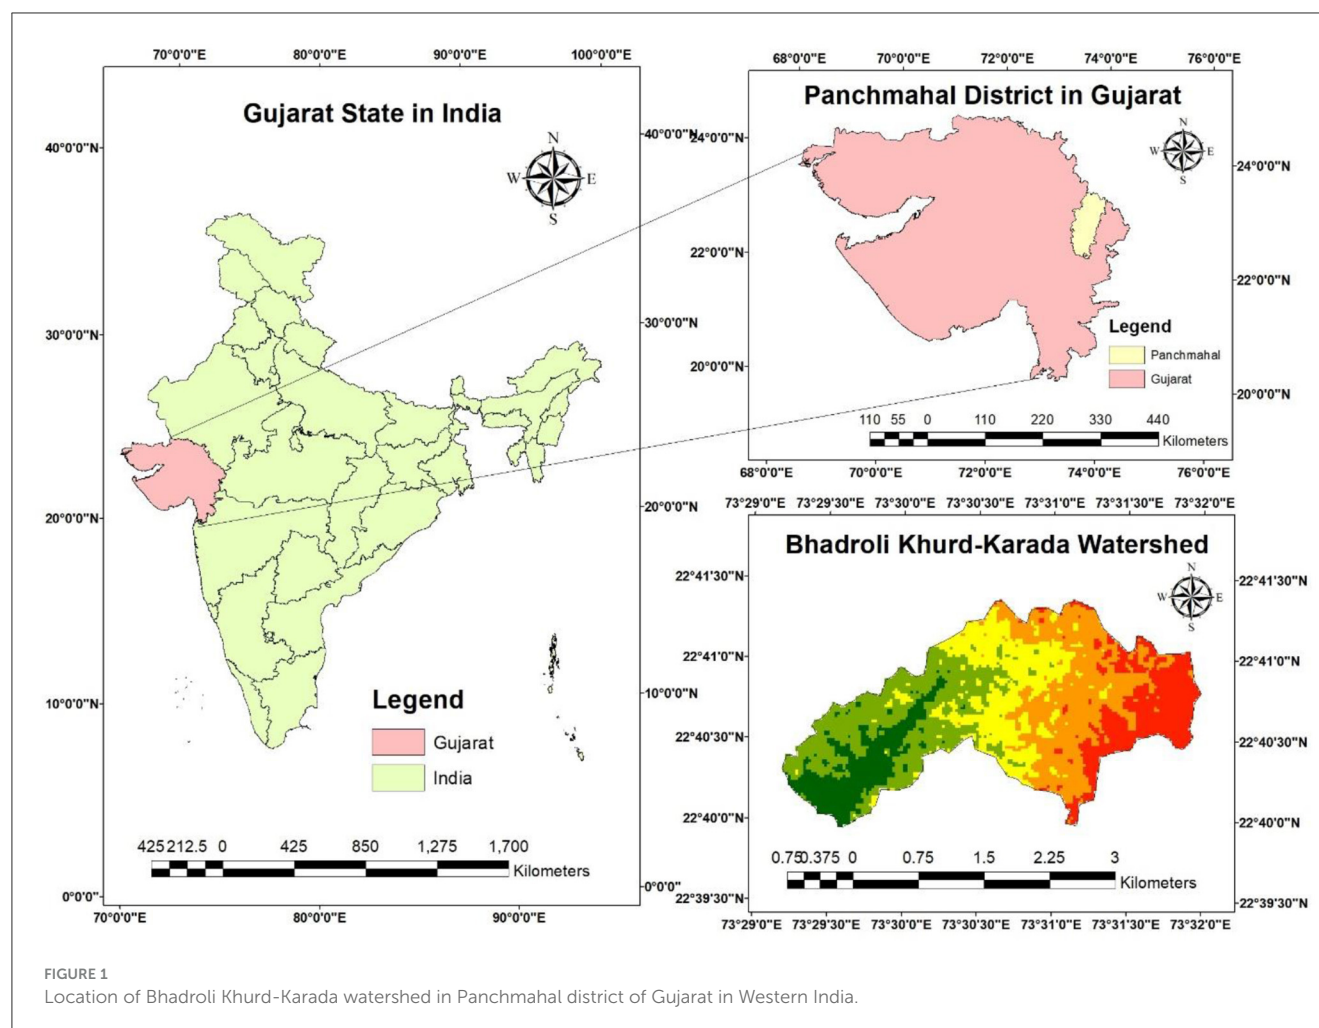 70°0'0"E 80°0'0"E 90°0'0"E 100°0'0"E
Gujarat State in India
N
W E
S
40°0'0"N
30°0'0"N
20°0'0"N
10°0'0"N
0°0'0"
40°0'0"N
30°0'0"N
20°0'0"N
10°0'0"N
0°0'0"
Legend
Gujarat
India
425 212.5 0 425 850 1,275 1,700
Kilometers
70°0'0"E 80°0'0"E 90°0'0"E
68°0'0"E 70°0'0"E 72°0'0"E 74°0'0"E 76°0'0"E
Panchmahal District in Gujarat
N
W E
S
24°0'0"N
22°0'0"N
20°0'0"N
24°0'0"N
22°0'0"N
20°0'0"N
Legend
Panchmahal
Gujarat
110 55 0 110 220 330 440
Kilometers
68°0'0"E 70°0'0"E 72°0'0"E 74°0'0"E 76°0'0"E
73°29'0"E 73°29'30"E 73°30'0"E 73°30'30"E 73°31'0"E 73°31'30"E 73°32'0"E
Bhadroli Khurd-Karada Watershed
N
W E
S
22°41'30"N
22°41'0"N
22°40'30"N
22°40'0"N
22°39'30"N
22°41'30"N
22°41'0"N
22°40'30"N
22°40'0"N
22°39'30"N
0.75 0.375 0 0.75 1.5 2.25 3
Kilometers
73°29'0"E 73°29'30"E 73°30'0"E 73°30'30"E 73°31'0"E 73°31'30"E 73°32'0"E
FIGURE 1
Location of Bhadroli Khurd-Karada watershed in Panchmahal district of Gujarat in Western India.